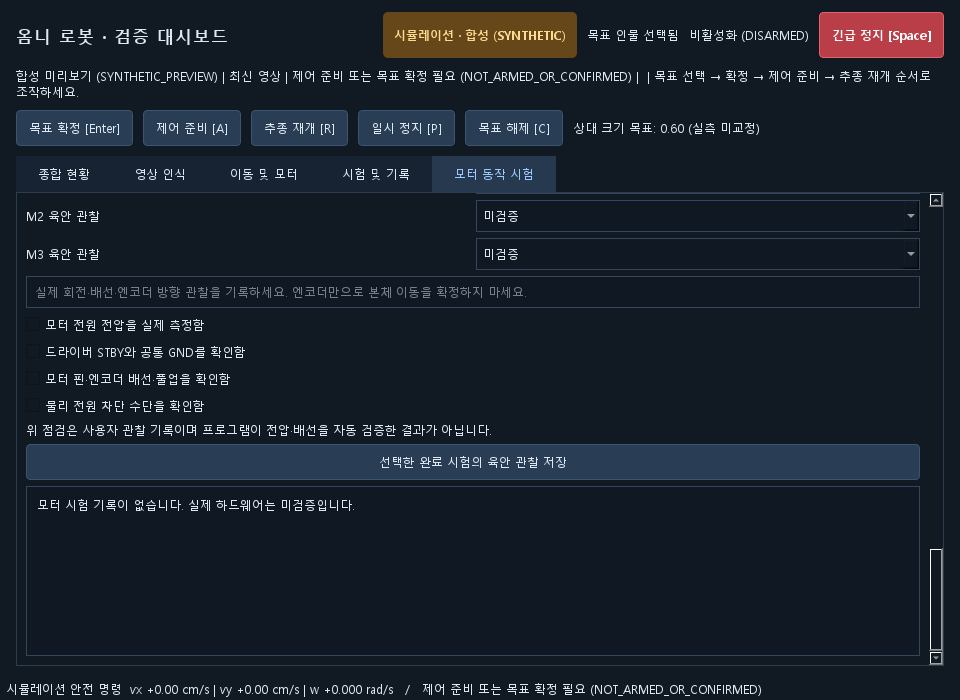 옴니 로봇 · 검증 대시보드
시뮬레이션 · 합성 (SYNTHETIC)
목표 인물 선택됨
비활성화 (DISARMED)
긴급 정지 [Space]
합성 미리보기 (SYNTHETIC_PREVIEW) | 최신 영상 | 제어 준비 또는 목표 확정 필요 (NOT_ARMED_OR_CONFIRMED) | | 목표 선택 → 확정 → 제어 준비 → 추종 재개 순서로
조작하세요.
목표 확정 [Enter]
제어 준비 [A]
추종 재개 [R]
일시 정지 [P]
목표 해제 [C]
상대 크기 목표: 0.60 (실측 미교정)
종합 현황
영상 인식
이동 및 모터
시험 및 기록
모터 동작 시험
M2 육안 관찰
미검증
M3 육안 관찰
미검증
실제 회전·배선·엔코더 방향 관찰을 기록하세요. 엔코더만으로 본체 이동을 확정하지 마세요.
모터 전원 전압을 실제 측정함
드라이버 STBY와 공통 GND를 확인함
모터 핀·엔코더 배선·풀업을 확인함
물리 전원 차단 수단을 확인함
위 점검은 사용자 관찰 기록이며 프로그램이 전압·배선을 자동 검증한 결과가 아닙니다.
선택한 완료 시험의 육안 관찰 저장
모터 시험 기록이 없습니다. 실제 하드웨어는 미검증입니다.
시뮬레이션 안전 명령 vx +0.00 cm/s | vy +0.00 cm/s | w +0.000 rad/s / 제어 준비 또는 목표 확정 필요 (NOT_ARMED_OR_CONFIRMED)